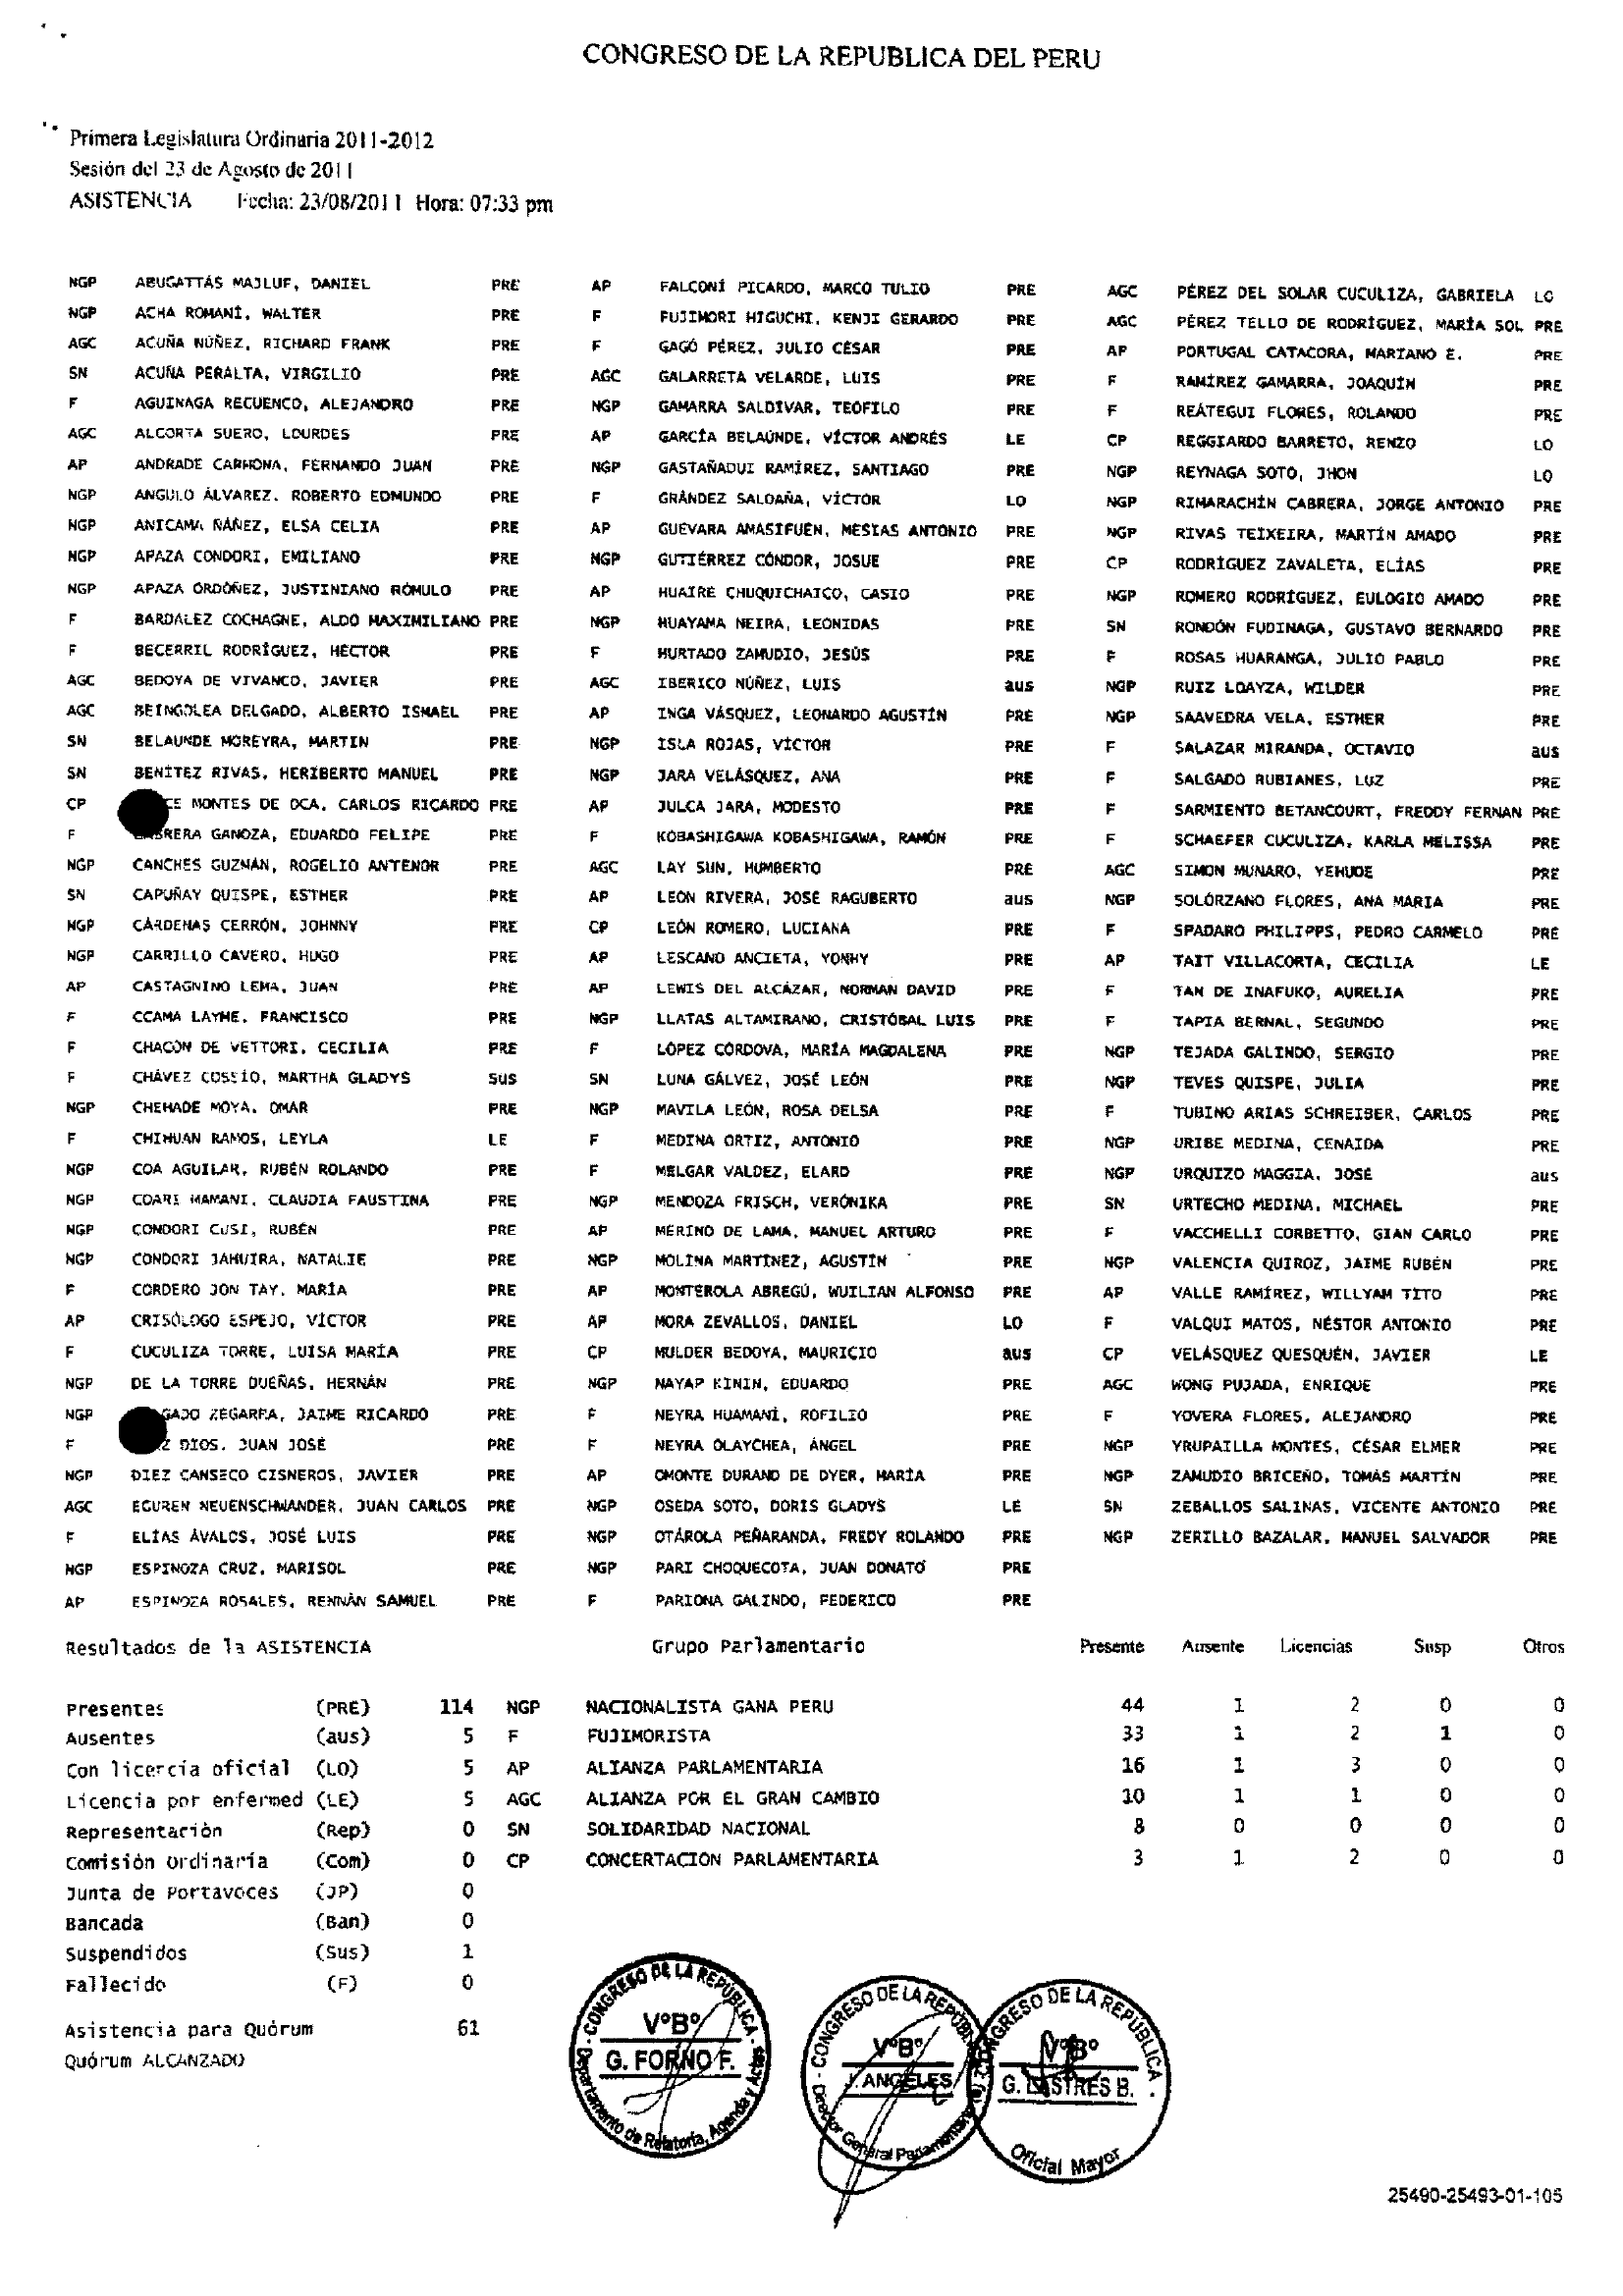 CONGRESO DE LA REPUBLICA DEL PERU
Primera Legislatura Ordinaria 2011-2012
Sesión del 23 de Agosto de 2011
ASISTENCIA Fecha: 23/08/2011 Hora: 07:33 pm
NGP ABUGATTÁS MAJLUF, DANIEL PRE
NGP ACHA ROMANÍ, WALTER PRE
AGC ACUÑA NÚÑEZ, RICHARD FRANK PRE
SN ACUÑA PERALTA, VIRGILIO PRE
F AGUINAGA RECUENCO, ALEJANDRO PRE
AGC ALCORTA SUERO, LOURDES PRE
AP ANDRADE CARMONA, FERNANDO JUAN PRE
NGP ANGULO ÁLVAREZ, ROBERTO EDMUNDO PRE
NGP ANICAMA ÑÁÑEZ, ELSA CELIA PRE
NGP APAZA CONDORI, EMILIANO PRE
NGP APAZA ORDÓÑEZ, JUSTINIANO RÓMULO PRE
F BARDALEZ COCHAGNE, ALDO MAXIMILIANO PRE
F BECERRIL RODRÍGUEZ, HÉCTOR PRE
AGC BEDOYA DE VIVANCO, JAVIER PRE
AGC BEINGOLEA DELGADO, ALBERTO ISMAEL PRE
SN BELAUNDE MOREYRA, MARTIN PRE
SN BENÍTEZ RIVAS, HERIBERTO MANUEL PRE
CP CE MONTES DE OCA, CARLOS RICARDO PRE
F BRERA GANOZA, EDUARDO FELIPE PRE
NGP CANCHES GUZMÁN, ROGELIO ANTENOR PRE
SN CAPUÑAY QUISPE, ESTHER PRE
NGP CÁRDENAS CERRÓN, JOHNNY PRE
NGP CARRILLO CAVERO, HUGO PRE
AP CASTAGNINO LEMA, JUAN PRE
F CCAMA LAYME, FRANCISCO PRE
F CHACÓN DE VETTORI, CECILIA PRE
F CHÁVEZ COSSÍO, MARTHA GLADYS Sus
NGP CHEHADE MOYA, OMAR PRE
F CHIHUAN RAMOS, LEYLA LE
NGP COA AGUILAR, RUBÉN ROLANDO PRE
NGP COARI MAMANI, CLAUDIA FAUSTINA PRE
NGP CONDORI CUSI, RUBÉN PRE
NGP CONDORI JAHUIRA, NATALIE PRE
F CORDERO JON TAY, MARÍA PRE
AP CRISÓLOGO ESPEJO, VÍCTOR PRE
F CUCULIZA TORRE, LUISA MARÍA PRE
NGP DE LA TORRE DUEÑAS, HERNÁN PRE
NGP GADO ZEGARRA, JAIME RICARDO PRE
F Z DIOS, JUAN JOSÉ PRE
NGP DIEZ CANSECO CISNEROS, JAVIER PRE
AGC EGUREN NEUENSCHWANDER, JUAN CARLOS PRE
F ELÍAS ÁVALOS, JOSÉ LUIS PRE
NGP ESPINOZA CRUZ, MARISOL PRE
AP ESPINOZA ROSALES, RENNÁN SAMUEL PRE
AP FALCONÍ PICARDO, MARCO TULIO PRE
F FUJIMORI HIGUCHI, KENJI GERARDO PRE
F GAGÓ PÉREZ, JULIO CÉSAR PRE
AGC GALARRETA VELARDE, LUIS PRE
NGP GAMARRA SALDIVAR, TEÓFILO PRE
AP GARCÍA BELAÚNDE, VÍCTOR ANDRÉS LE
NGP GASTAÑADUI RAMÍREZ, SANTIAGO PRE
F GRÁNDEZ SALDAÑA, VÍCTOR LO
AP GUEVARA AMASIFUEN, MESIAS ANTONIO PRE
NGP GUTIÉRREZ CÓNDOR, JOSUE PRE
AP HUAIRE CHUQUICHAICO, CASIO PRE
NGP HUAYAMA NEIRA, LEONIDAS PRE
F HURTADO ZAMUDIO, JESÚS PRE
AGC IBERICO NÚÑEZ, LUIS aus
AP INGA VÁSQUEZ, LEONARDO AGUSTÍN PRE
NGP ISLA ROJAS, VÍCTOR PRE
NGP JARA VELÁSQUEZ, ANA PRE
AP JULCA JARA, MODESTO PRE
F KOBASHIGAWA KOBASHIGAWA, RAMÓN PRE
AGC LAY SUN, HUMBERTO PRE
AP LEON RIVERA, JOSÉ RAGUBERTO aus
CP LEÓN ROMERO, LUCIANA PRE
AP LESCANO ANCIETA, YONHY PRE
AP LEWIS DEL ALCÁZAR, NORMAN DAVID PRE
NGP LLATAS ALTAMIRANO, CRISTÓBAL LUIS PRE
F LÓPEZ CÓRDOVA, MARÍA MAGDALENA PRE
SN LUNA GÁLVEZ, JOSÉ LEÓN PRE
NGP MAVILA LEÓN, ROSA DELSA PRE
F MEDINA ORTIZ, ANTONIO PRE
F MELGAR VALDEZ, ELARD PRE
NGP MENDOZA FRISCH, VERÓNIKA PRE
AP MERINO DE LAMA, MANUEL ARTURO PRE
NGP MOLINA MARTÍNEZ, AGUSTÍN PRE
AP MONTEROLA ABREGÚ, WUILIAN ALFONSO PRE
AP MORA ZEVALLOS, DANIEL LO
CP MULDER BEDOYA, MAURICIO aus
NGP NAYAP KININ, EDUARDO PRE
F NEYRA HUAMANÍ, ROFILIO PRE
F NEYRA OLAYCHEA, ÁNGEL PRE
AP OMONTE DURAND DE DYER, MARÍA PRE
NGP OSEDA SOTO, DORIS GLADYS LE
NGP OTÁROLA PEÑARANDA, FREDY ROLANDO PRE
NGP PARI CHOQUECOTA, JUAN DONATO PRE
F PARIONA GALINDO, FEDERICO PRE
AGC PÉREZ DEL SOLAR CUCULIZA, GABRIELA LO
AGC PÉREZ TELLO DE RODRÍGUEZ, MARÍA SOL PRE
AP PORTUGAL CATACORA, MARIANO E. PRE
F RAMÍREZ GAMARRA, JOAQUÍN PRE
F REÁTEGUI FLORES, ROLANDO PRE
CP REGGIARDO BARRETO, RENZO LO
NGP REYNAGA SOTO, JHON LO
NGP RIMARACHÍN CABRERA, JORGE ANTONIO PRE
NGP RIVAS TEIXEIRA, MARTÍN AMADO PRE
CP RODRÍGUEZ ZAVALETA, ELÍAS PRE
NGP ROMERO RODRÍGUEZ, EULOGIO AMADO PRE
SN RONDÓN FUDINAGA, GUSTAVO BERNARDO PRE
F ROSAS HUARANGA, JULIO PABLO PRE
NGP RUIZ LOAYZA, WILDER PRE
NGP SAAVEDRA VELA, ESTHER PRE
F SALAZAR MIRANDA, OCTAVIO aus
F SALGADO RUBIANES, LUZ PRE
F SARMIENTO BETANCOURT, FREDDY FERNAN PRE
F SCHAEFER CUCULIZA, KARLA MELISSA PRE
AGC SIMON MUNARO, YEHUDE PRE
NGP SOLÓRZANO FLORES, ANA MARIA PRE
F SPADARO PHILIPPS, PEDRO CARMELO PRE
AP TAIT VILLACORTA, CECILIA LE
F TAN DE INAFUKO, AURELIA PRE
F TAPIA BERNAL, SEGUNDO PRE
NGP TEJADA GALINDO, SERGIO PRE
NGP TEVES QUISPE, JULIA PRE
F TUBINO ARIAS SCHREIBER, CARLOS PRE
NGP URIBE MEDINA, CENAIDA PRE
NGP URQUIZO MAGGIA, JOSÉ aus
SN URTECHO MEDINA, MICHAEL PRE
F VACCHELLI CORBETTO, GIAN CARLO PRE
NGP VALENCIA QUIROZ, JAIME RUBÉN PRE
AP VALLE RAMÍREZ, WILLYAM TITO PRE
F VALQUI MATOS, NÉSTOR ANTONIO PRE
CP VELÁSQUEZ QUESQUÉN, JAVIER LE
AGC WONG PUJADA, ENRIQUE PRE
F YOVERA FLORES, ALEJANDRO PRE
NGP YRUPAILLA MONTES, CÉSAR ELMER PRE
NGP ZAMUDIO BRICEÑO, TOMÁS MARTÍN PRE
SN ZEBALLOS SALINAS, VICENTE ANTONIO PRE
NGP ZERILLO BAZALAR, MANUEL SALVADOR PRE
Resultados de la ASISTENCIA
Presentes (PRE) 114
Ausentes (aus) 5
Con licercía oficial (LO) 5
Licencia por enfermed (LE) 5
Representación (Rep) 0
Comisión Ordinaria (Com) 0
Junta de Portavoces (JP) 0
Bancada (Ban) 0
Suspendidos (Sus) 1
Fallecido (F) 0
Asistencia para Quórum 61
Quórum ALCANZADO
Grupo Parlamentario Presente Ausente Licencias Susp Otros
NGP NACIONALISTA GANA PERU 44 1 2 0 0
F FUJIMORISTA 33 1 2 1 0
AP ALIANZA PARLAMENTARIA 16 1 3 0 0
AGC ALIANZA POR EL GRAN CAMBIO 10 1 1 0 0
SN SOLIDARIDAD NACIONAL 8 0 0 0 0
CP CONCERTACION PARLAMENTARIA 3 1 2 0 0
- CONGRESO DE LA REPÚBLICA -
VºBº
G. FORNO F.
Departamento de Relatoría, Agenda y Actas
- CONGRESO DE LA REPÚBLICA
VºBº
J. ANGELES
Director General Parlamentario
CONGRESO DE LA REPÚBLICA -
VºBº
G. LASTRES B.
Oficial Mayor
25490-25493-01-105